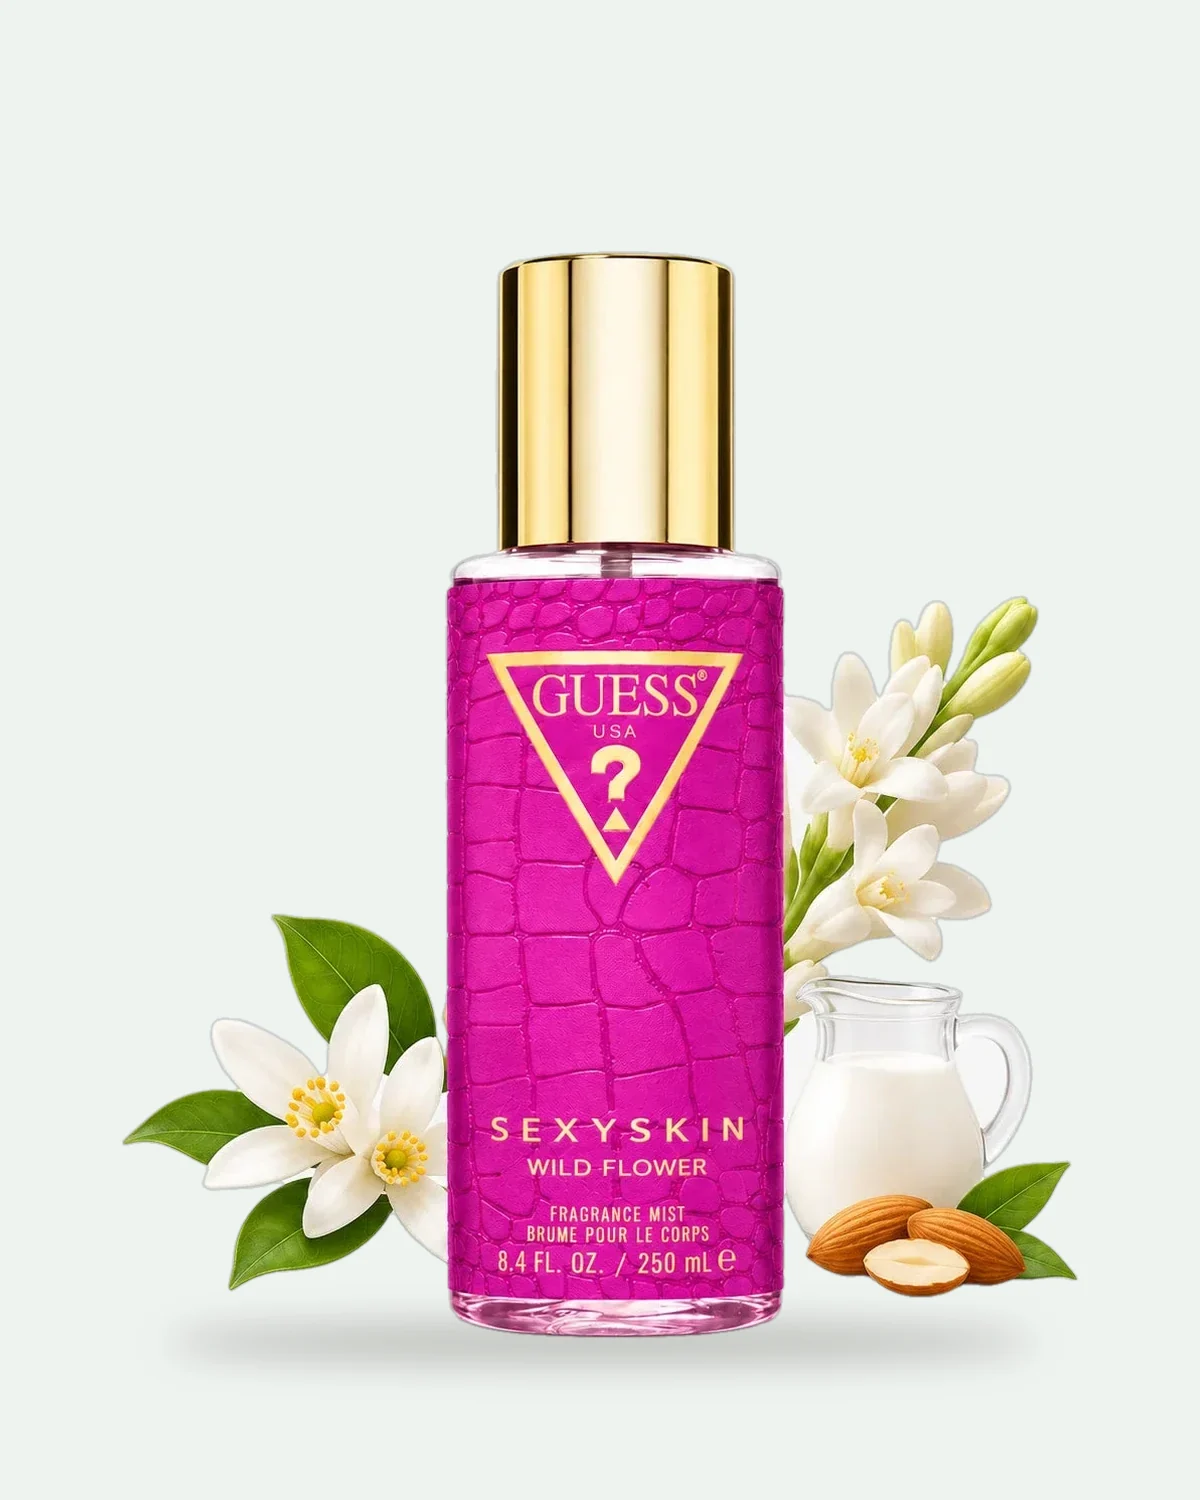 GUESS®
USA
?
SEXYSKIN
WILD FLOWER
FRAGRANCE MIST
BRUME POUR LE CORPS
8.4 FL. OZ. / 250 mL ℮